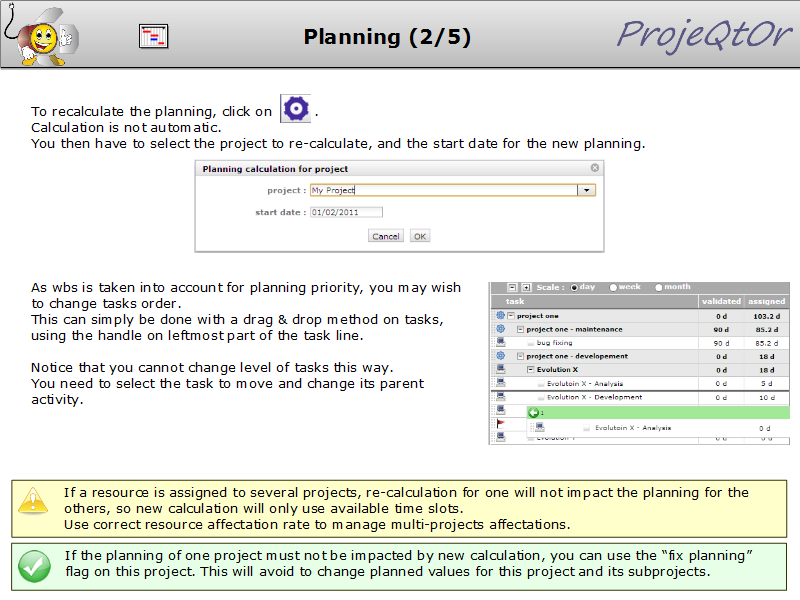 Planning (2/5)
ProjeQtOr
To recalculate the planning, click on .
Calculation is not automatic.
You then have to select the project to re-calculate, and the start date for the new planning.
Planning calculation for project
project : My Project
start date : 01/02/2011
Cancel OK
As wbs is taken into account for planning priority, you may wish
to change tasks order.
This can simply be done with a drag & drop method on tasks,
using the handle on leftmost part of the task line.
Notice that you cannot change level of tasks this way.
You need to select the task to move and change its parent
activity.
Scale : day week month
task validated assigned
project one 0 d 103.2 d
project one - maintenance 90 d 85.2 d
bug fixing 90 d 85.2 d
project one - developement 0 d 18 d
Evolution X 0 d 18 d
Evolutoin X - Analysis 0 d 5 d
Evolution X - Development 0 d 10 d
1
Evolutoin X - Analysis 0 d
If a resource is assigned to several projects, re-calculation for one will not impact the planning for the
others, so new calculation will only use available time slots.
Use correct resource affectation rate to manage multi-projects affectations.
If the planning of one project must not be impacted by new calculation, you can use the “fix planning”
flag on this project. This will avoid to change planned values for this project and its subprojects.